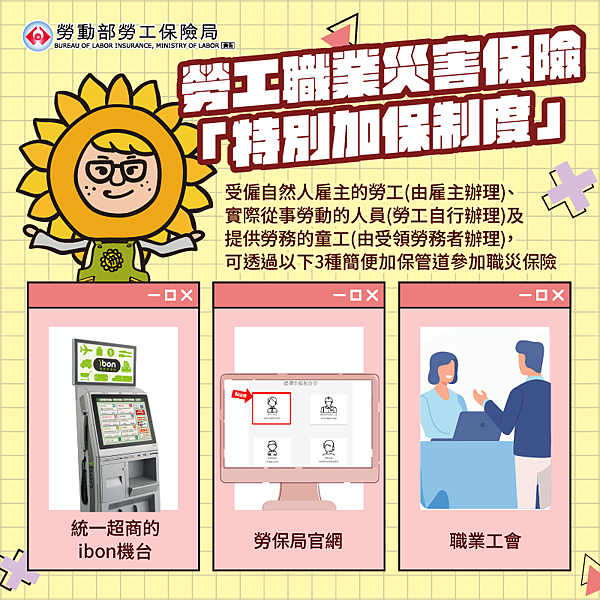 勞動部勞工保險局
BUREAU OF LABOR INSURANCE, MINISTRY OF LABOR
廣告
勞工職業災害保險
「特別加保制度」
受僱自然人雇主的勞工(由雇主辦理)、
實際從事勞動的人員(勞工自行辦理)及
提供勞務的童工(由受領勞務者辦理),
可透過以下3種簡便加保管道參加職災保險
ibon
統一超商的
ibon機台
勞保局官網
職業工會